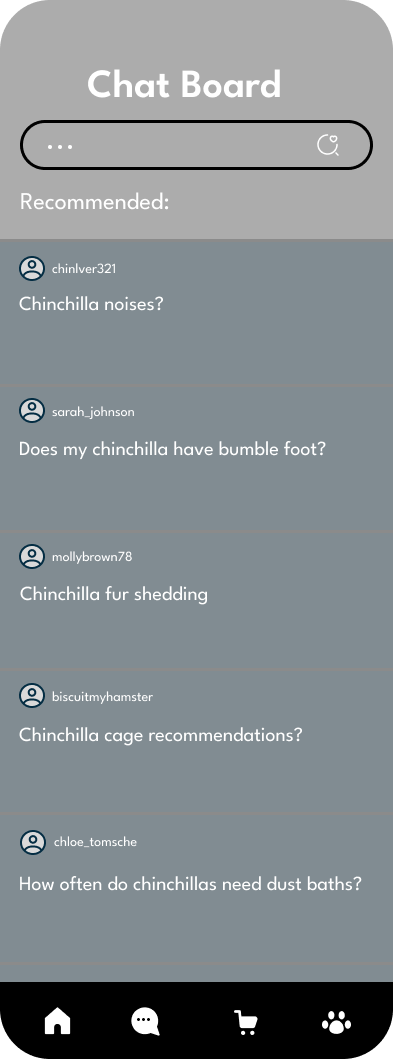 Chat Board
...
Recommended:
chinlver321
Chinchilla noises?
sarah_johnson
Does my chinchilla have bumble foot?
mollybrown78
Chinchilla fur shedding
biscuitmyhamster
Chinchilla cage recommendations?
chloe_tomsche
How often do chinchillas need dust baths?